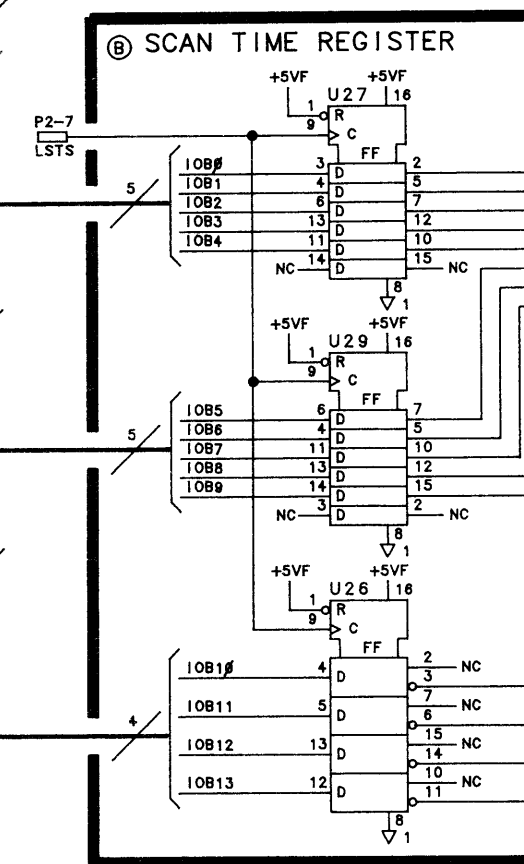 B SCAN TIME REGISTER
+5VF +5VF
U27 16
1 R
P2-7 9 C
LSTS FF
IOBØ 3 D 2
5 IOB1 4 D 5
IOB2 6 D 7
IOB3 13 D 12
IOB4 11 D 10
NC 14 D 15 NC
8
1
+5VF +5VF
U29 16
1 R
9 C
FF
IOB5 6 D 7
5 IOB6 4 D 5
IOB7 11 D 10
IOB8 13 D 12
IOB9 14 D 15
NC 3 D 2 NC
8
1
+5VF +5VF
U26 16
1 R
9 C
FF
2 NC
IOB1Ø 4 D 3
7 NC
IOB11 5 D 6
4 15 NC
IOB12 13 D 14
10 NC
IOB13 12 D 11
8
1